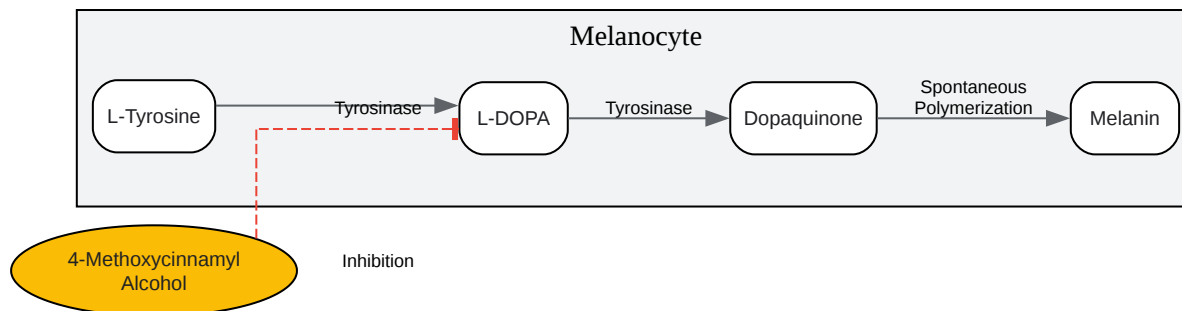 Melanocyte
L-Tyrosine
Tyrosinase
L-DOPA
Tyrosinase
Dopaquinone
Spontaneous
Polymerization
Melanin
4-Methoxycinnamyl
Alcohol
Inhibition